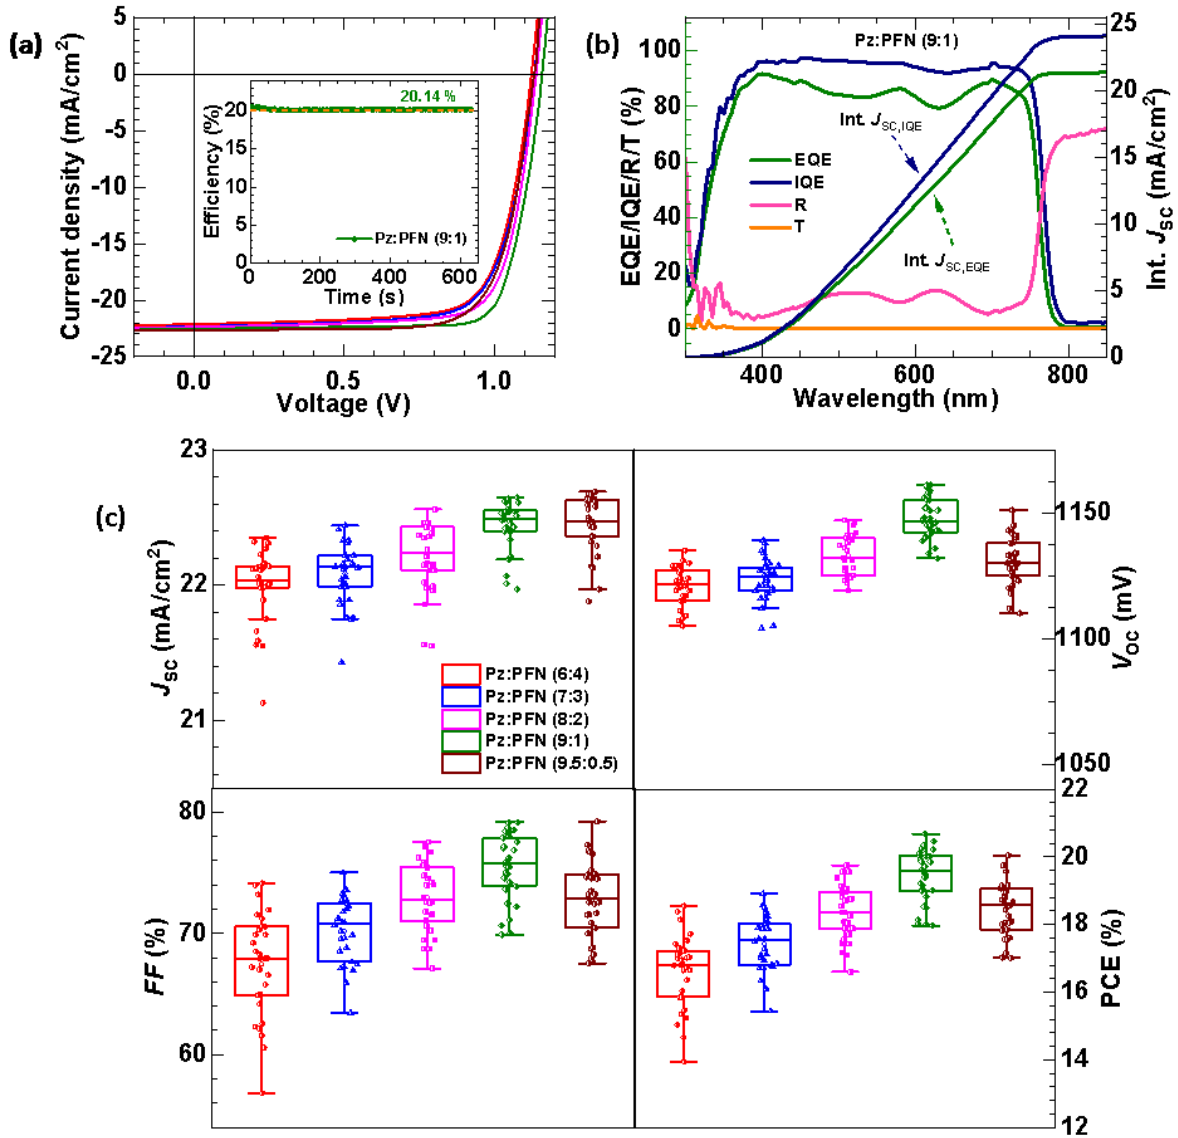 (a)
Current density (mA/cm²)
5
0
-5
-10
-15
-20
-25
0.0
0.5
1.0
Voltage (V)
Efficiency (%)
25
20
15
10
5
0
0
200
400
600
Time (s)
20.14 %
Pz:PFN (9:1)
(b)
EQE/IQE/R/T (%)
100
80
60
40
20
0
400
600
800
Wavelength (nm)
25
20
15
10
5
0
Int. JSC (mA/cm²)
Pz:PFN (9:1)
Int. JSC,IQE
EQE
IQE
R
T
Int. JSC,EQE
(c)
JSC (mA/cm²)
23
22
21
Pz:PFN (6:4)
Pz:PFN (7:3)
Pz:PFN (8:2)
Pz:PFN (9:1)
Pz:PFN (9.5:0.5)
1150
1100
1050
VOC (mV)
FF (%)
80
70
60
22
20
18
16
14
12
PCE (%)